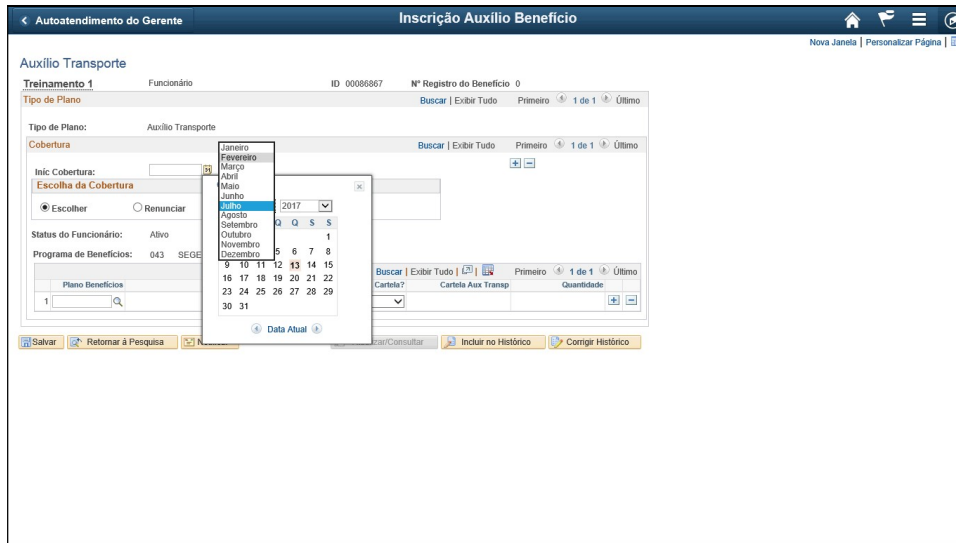 Autoatendimento do Gerente
Inscrição Auxílio Benefício
Nova Janela | Personalizar Página |
Auxílio Transporte
Treinamento 1 Funcionário ID 00086867 Nº Registro do Benefício 0
Tipo de Plano Buscar | Exibir Tudo Primeiro 1 de 1 Último
Tipo de Plano: Auxílio Transporte
Cobertura Buscar | Exibir Tudo Primeiro 1 de 1 Último
Iníc Cobertura:
Escolha da Cobertura
Escolher Renunciar
Janeiro
Fevereiro
Março
Abril
Maio
Junho
Julho
Agosto
Setembro
Outubro
Novembro
Dezembro
2017
Q Q S S
1
5 6 7 8
9 10 11 12 13 14 15
16 17 18 19 20 21 22
23 24 25 26 27 28 29
30 31
Data Atual
Status do Funcionário: Ativo
Programa de Benefícios: 043 SEGE
Buscar | Exibir Tudo | Primeiro 1 de 1 Último
Plano Benefícios Cartela? Cartela Aux Transp Quantidade
1
Salvar Retornar á Pesquisa Incluir no Histórico Corrigir Histórico